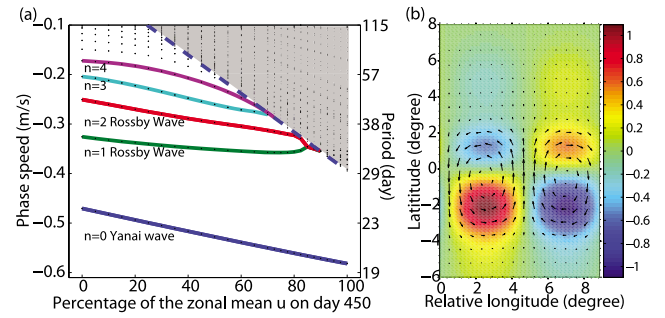 (a)
−0.1
−0.2
−0.3
−0.4
−0.5
−0.6
Phase speed (m/s)
n=4
n=3
n=2 Rossby Wave
n=1 Rossby Wave
n=0 Yanai wave
0 20 40 60 80 100
Percentage of the zonal mean u on day 450
115
57
38
29
23
19
Period (day)
(b)
8
6
4
2
0
−2
−4
−6
Latititude (degree)
0 2 4 6 8
Relative longitude (degree)
1
0.8
0.6
0.4
0.2
0
−0.2
−0.4
−0.6
−0.8
−1